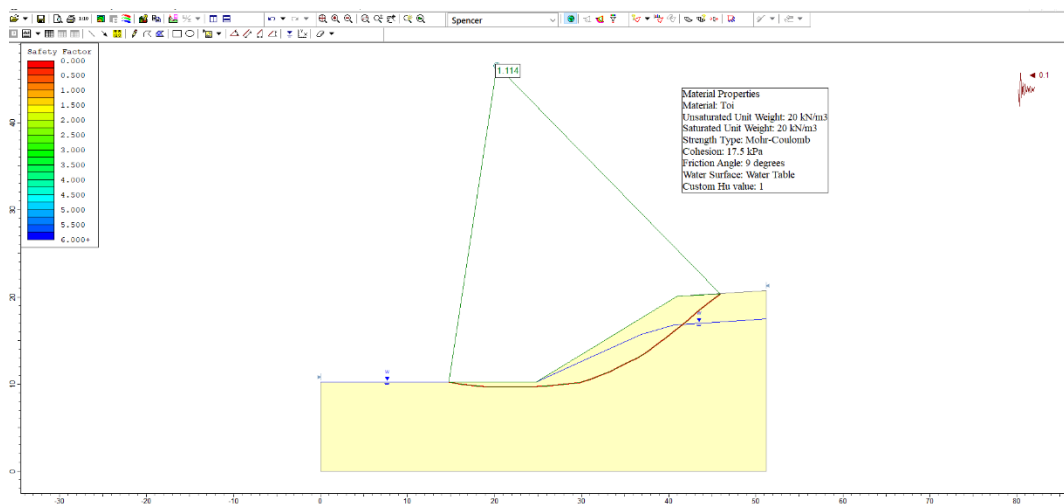 Spencer
Safety Factor
0.000
0.500
1.000
1.500
2.000
2.500
3.000
3.500
4.000
4.500
5.000
5.500
6.000+
1.114
Material Properties
Material: Toi
Unsaturated Unit Weight: 20 kN/m3
Saturated Unit Weight: 20 kN/m3
Strength Type: Mohr-Coulomb
Cohesion: 17.5 kPa
Friction Angle: 9 degrees
Water Surface: Water Table
Custom Hu value: 1
0.1
40
30
20
10
0
W
W
-30 -20 -10 0 10 20 30 40 50 60 70 80